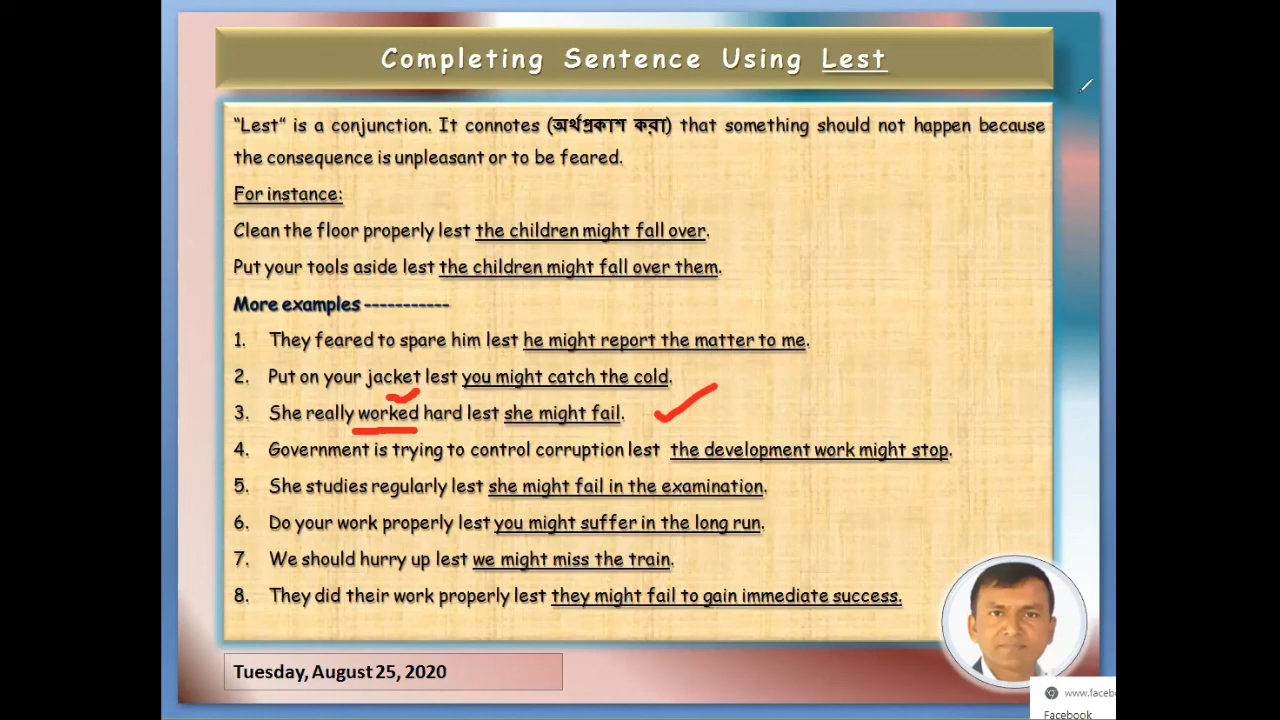 Completing Sentence Using Lest
“Lest” is a conjunction. It connotes (অর্থপ্রকাশ করা) that something should not happen because
the consequence is unpleasant or to be feared.
For instance:
Clean the floor properly lest the children might fall over.
Put your tools aside lest the children might fall over them.
More examples -----------
1. They feared to spare him lest he might report the matter to me.
2. Put on your jacket lest you might catch the cold.
3. She really worked hard lest she might fail.
4. Government is trying to control corruption lest the development work might stop.
5. She studies regularly lest she might fail in the examination.
6. Do your work properly lest you might suffer in the long run.
7. We should hurry up lest we might miss the train.
8. They did their work properly lest they might fail to gain immediate success.
Tuesday, August 25, 2020
www.faceb
Facebook